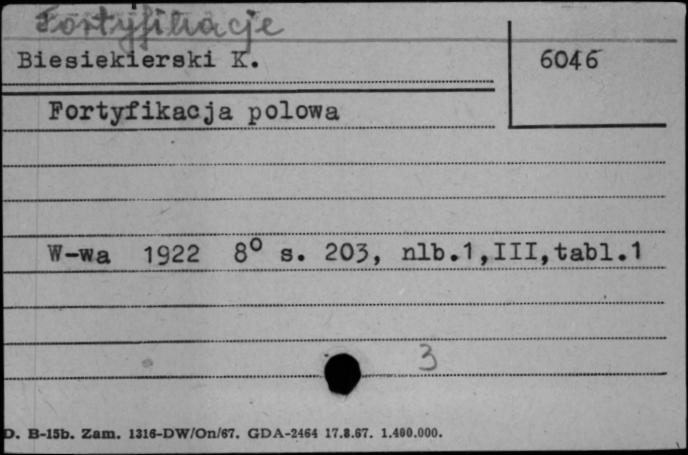 Fortyfikacje
Biesiekierski K.
6046
Fortyfikacja polowa
W-wa 1922 8° s. 203, nlb.1,III,tabl.1
3
D. B-15b. Zam. 1316-DW/On/67. GDA-2464 17.8.67. 1.400.000.